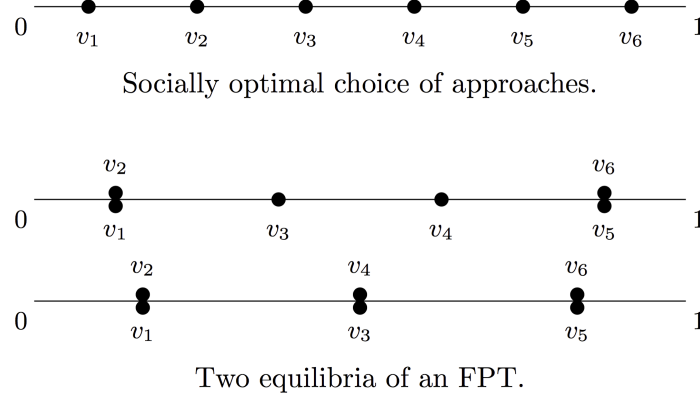 0 1
v₁ v₂ v₃ v₄ v₅ v₆
Socially optimal choice of approaches.
v₂ v₆
0 1
v₁ v₃ v₄ v₅
v₂ v₄ v₆
0 1
v₁ v₃ v₅
Two equilibria of an FPT.